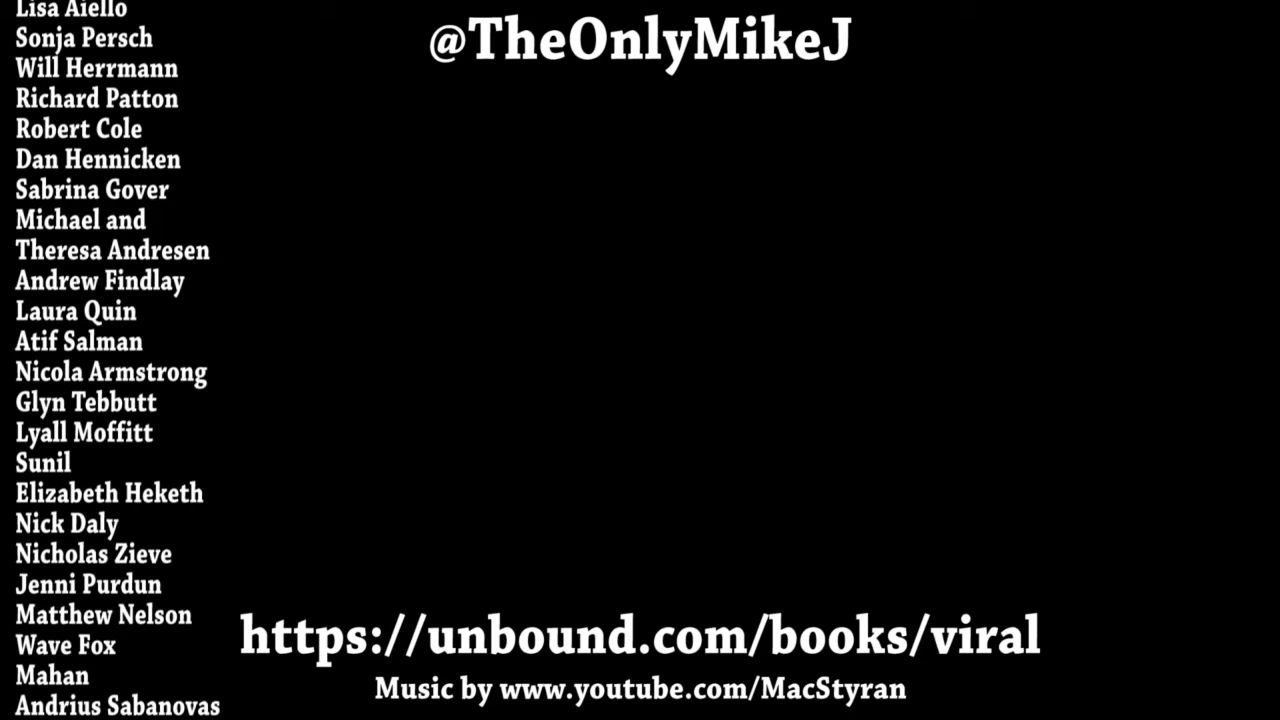 Lisa Aiello
Sonja Persch
Will Herrmann
Richard Patton
Robert Cole
Dan Hennicken
Sabrina Gover
Michael and
Theresa Andresen
Andrew Findlay
Laura Quin
Atif Salman
Nicola Armstrong
Glyn Tebbutt
Lyall Moffitt
Sunil
Elizabeth Heketh
Nick Daly
Nicholas Zieve
Jenni Purdun
Matthew Nelson
Wave Fox
Mahan
Andrius Sabanovas
@TheOnlyMikeJ
https://unbound.com/books/viral
Music by www.youtube.com/MacStyran